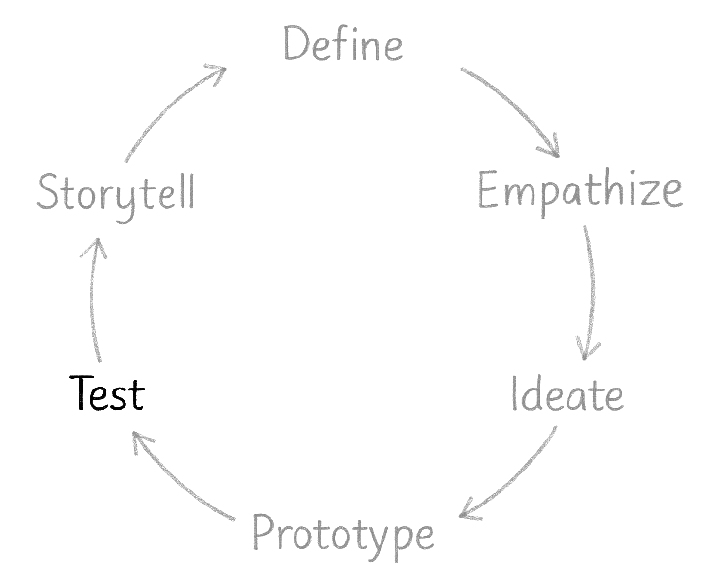 Define
Empathize
Ideate
Prototype
Test
Storytell